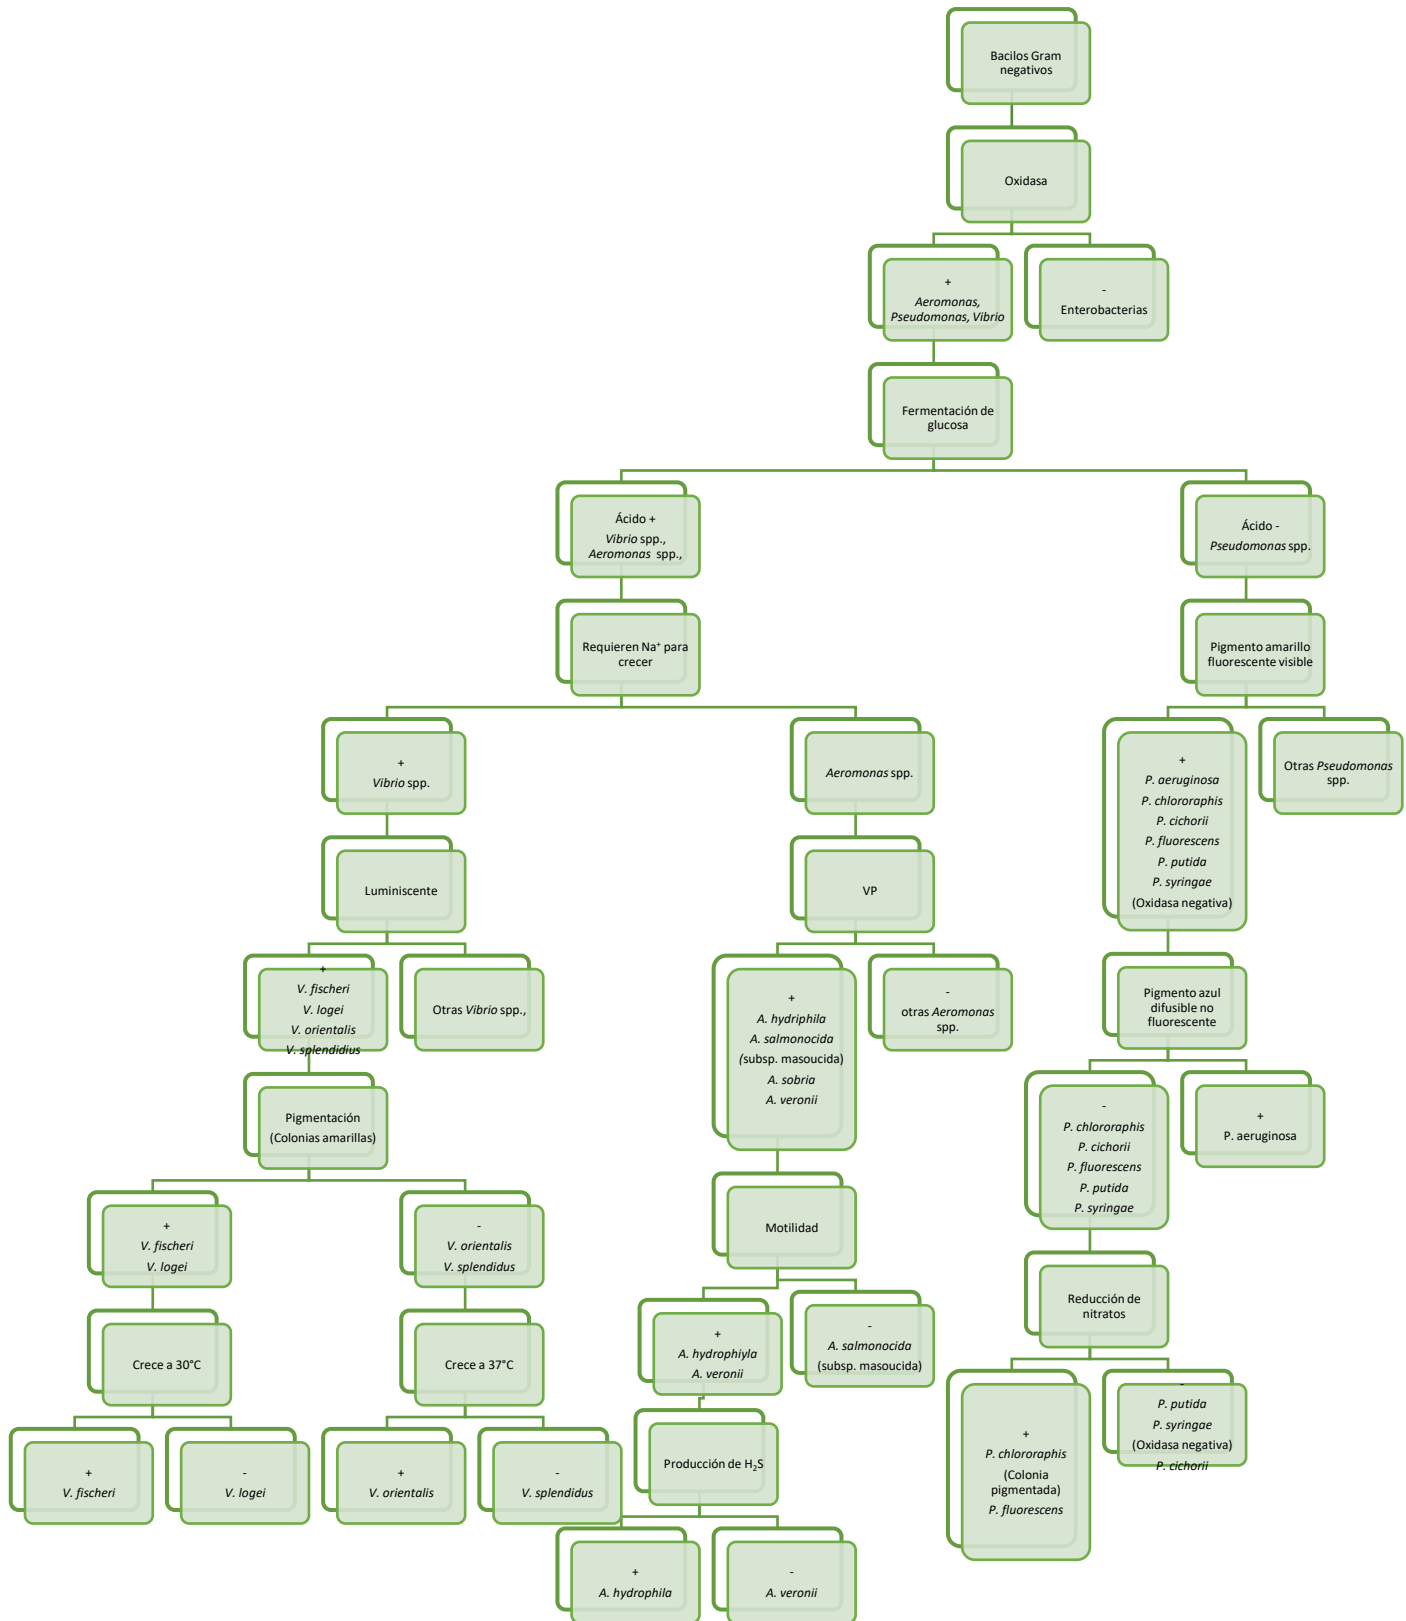 Bacilos Gram
negativos
Oxidasa
+
Aeromonas,
Pseudomonas, Vibrio
-
Enterobacterias
Fermentación de
glucosa
Ácido +
Vibrio spp.,
Aeromonas spp.,
Ácido -
Pseudomonas spp.
Requieren Na⁺ para
crecer
Pigmento amarillo
fluorescente visible
+
Vibrio spp.
Aeromonas spp.
+
P. aeruginosa
P. chlororaphis
P. cichorii
P. fluorescens
P. putida
P. syringae
(Oxidasa negativa)
Otras Pseudomonas
spp.
Luminiscente
VP
+
V. fischeri
V. logei
V. orientalis
V. splendidius
Otras Vibrio spp.,
+
A. hydriphila
A. salmonocida
(subsp. masoucida)
A. sobria
A. veronii
-
otras Aeromonas
spp.
Pigmento azul
difusible no
fluorescente
Pigmentación
(Colonias amarillas)
-
P. chlororaphis
P. cichorii
P. fluorescens
P. putida
P. syringae
+
P. aeruginosa
+
V. fischeri
V. logei
-
V. orientalis
V. splendidus
Motilidad
Reducción de
nitratos
Crece a 30°C
Crece a 37°C
+
A. hydrophiyla
A. veronii
-
A. salmonocida
(subsp. masoucida)
+
P. chlororaphis
(Colonia
pigmentada)
P. fluorescens
-
P. putida
P. syringae
(Oxidasa negativa)
P. cichorii
+
V. fischeri
-
V. logei
+
V. orientalis
-
V. splendidus
Producción de H₂S
+
A. hydrophila
-
A. veronii